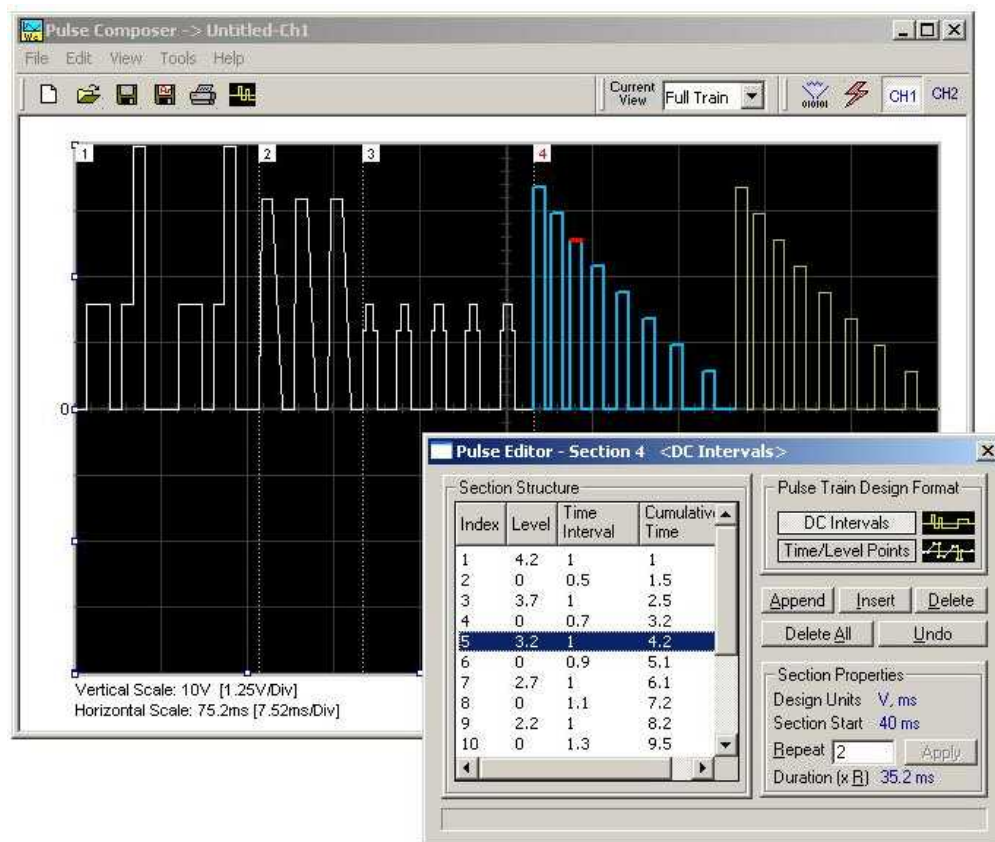 Pulse Composer -> Untitled-Ch1
File Edit View Tools Help
Current View Full Train
010101
CH1 CH2
1 2 3 4
0
Vertical Scale: 10V [1.25V/Div]
Horizontal Scale: 75.2ms [7.52ms/Div]
Pulse Editor - Section 4 <DC Intervals>
Section Structure
Index Level Time Interval Cumulative Time
1 4.2 1 1
2 0 0.5 1.5
3 3.7 1 2.5
4 0 0.7 3.2
5 3.2 1 4.2
6 0 0.9 5.1
7 2.7 1 6.1
8 0 1.1 7.2
9 2.2 1 8.2
10 0 1.3 9.5
Pulse Train Design Format
DC Intervals
Time/Level Points
Append Insert Delete
Delete All Undo
Section Properties
Design Units V, ms
Section Start 40 ms
Repeat 2 Apply
Duration (x R) 35.2 ms